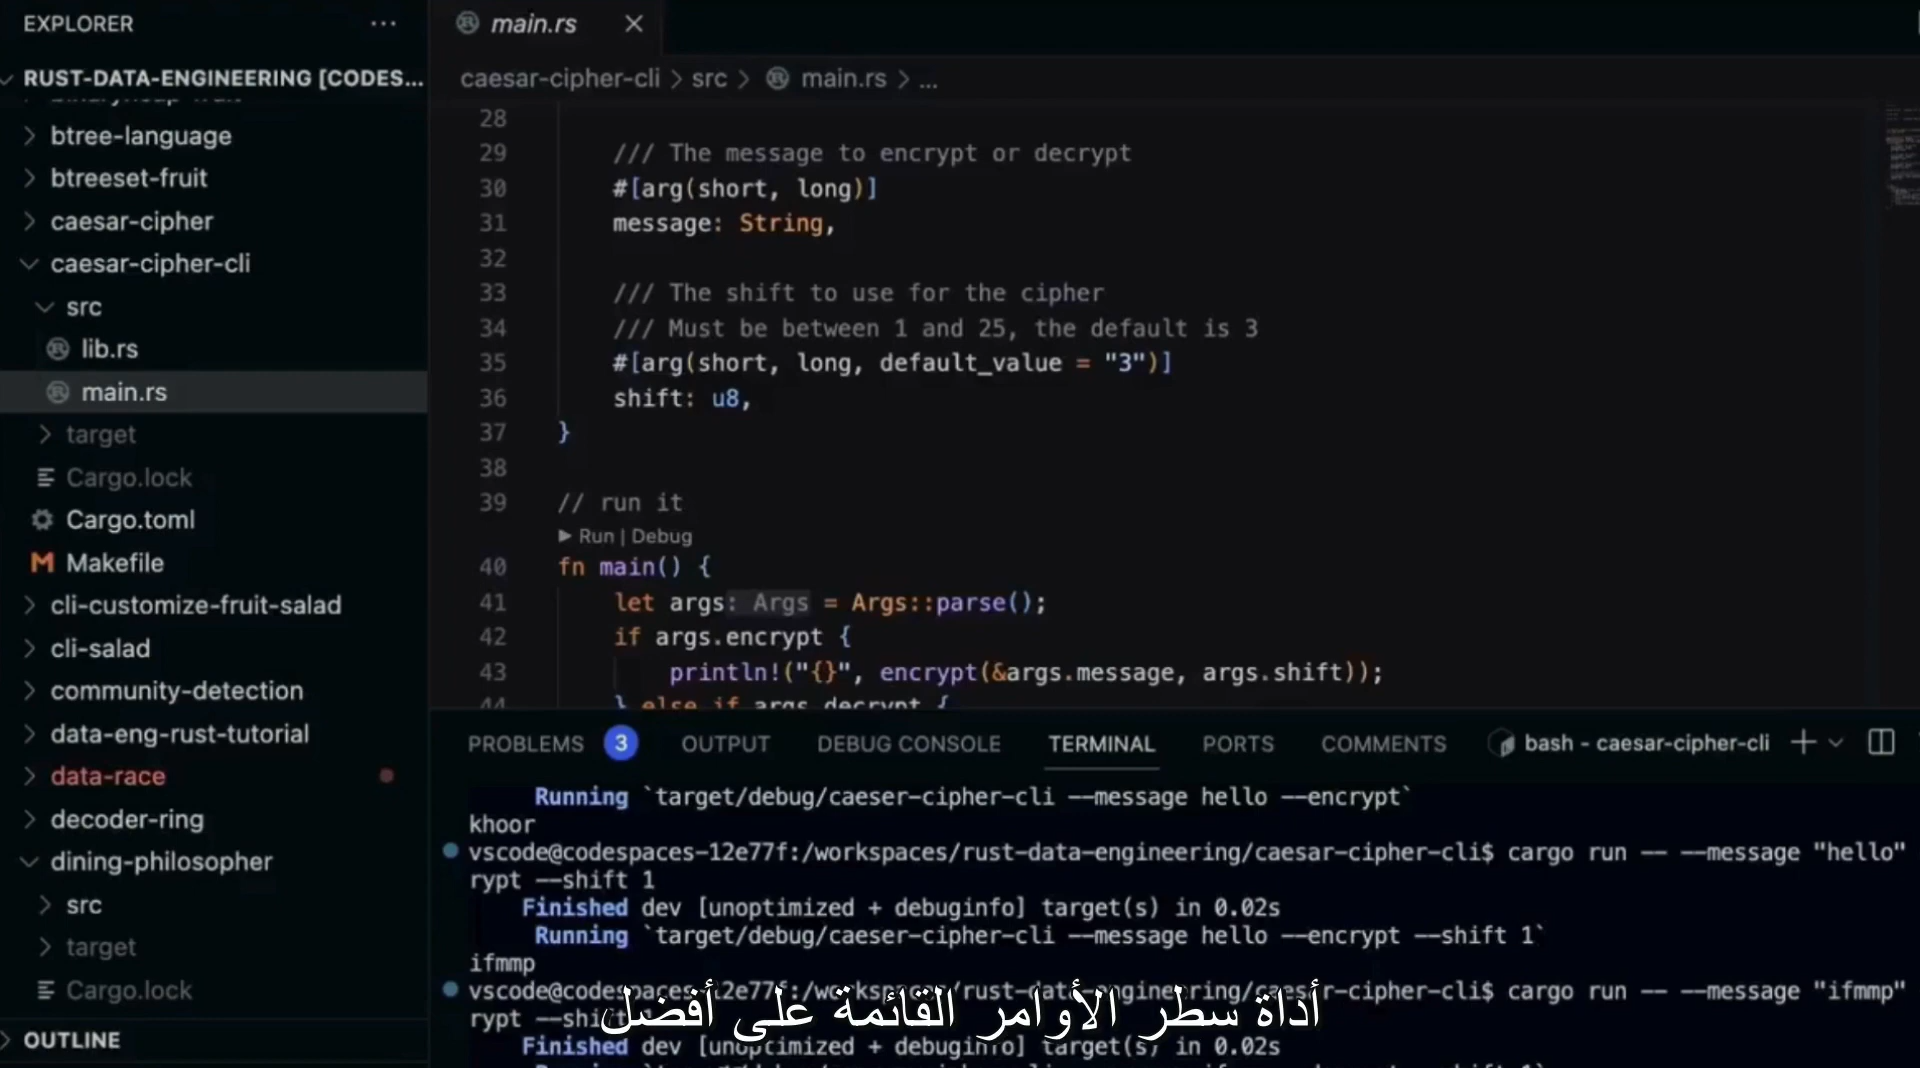 EXPLORER
RUST-DATA-ENGINEERING [CODES...
btree-language
btreeset-fruit
caesar-cipher
caesar-cipher-cli
src
lib.rs
main.rs
target
Cargo.lock
Cargo.toml
Makefile
cli-customize-fruit-salad
cli-salad
community-detection
data-eng-rust-tutorial
data-race
decoder-ring
dining-philosopher
src
target
Cargo.lock
OUTLINE
main.rs
caesar-cipher-cli > src > main.rs > ...
28
29 /// The message to encrypt or decrypt
30 #[arg(short, long)]
31 message: String,
32
33 /// The shift to use for the cipher
34 /// Must be between 1 and 25, the default is 3
35 #[arg(short, long, default_value = "3")]
36 shift: u8,
37 }
38
39 // run it
Run | Debug
40 fn main() {
41 let args: Args = Args::parse();
42 if args.encrypt {
43 println!("{}", encrypt(&args.message, args.shift));
44 } else if args.decrypt {
PROBLEMS 3 OUTPUT DEBUG CONSOLE TERMINAL PORTS COMMENTS bash - caesar-cipher-cli
Running `target/debug/caeser-cipher-cli --message hello --encrypt`
khoor
vscode@codespaces-12e77f:/workspaces/rust-data-engineering/caesar-cipher-cli$ cargo run -- --message "hello"
rypt --shift 1
Finished dev [unoptimized + debuginfo] target(s) in 0.02s
Running `target/debug/caeser-cipher-cli --message hello --encrypt --shift 1`
ifmmp
vscode@codespaces-12e77f:/workspaces/rust-data-engineering/caesar-cipher-cli$ cargo run -- --message "ifmmp"
rypt --shift
Finished dev [unoptimized + debuginfo] target(s) in 0.02s
أداة سطر الأوامر القائمة على أفضل